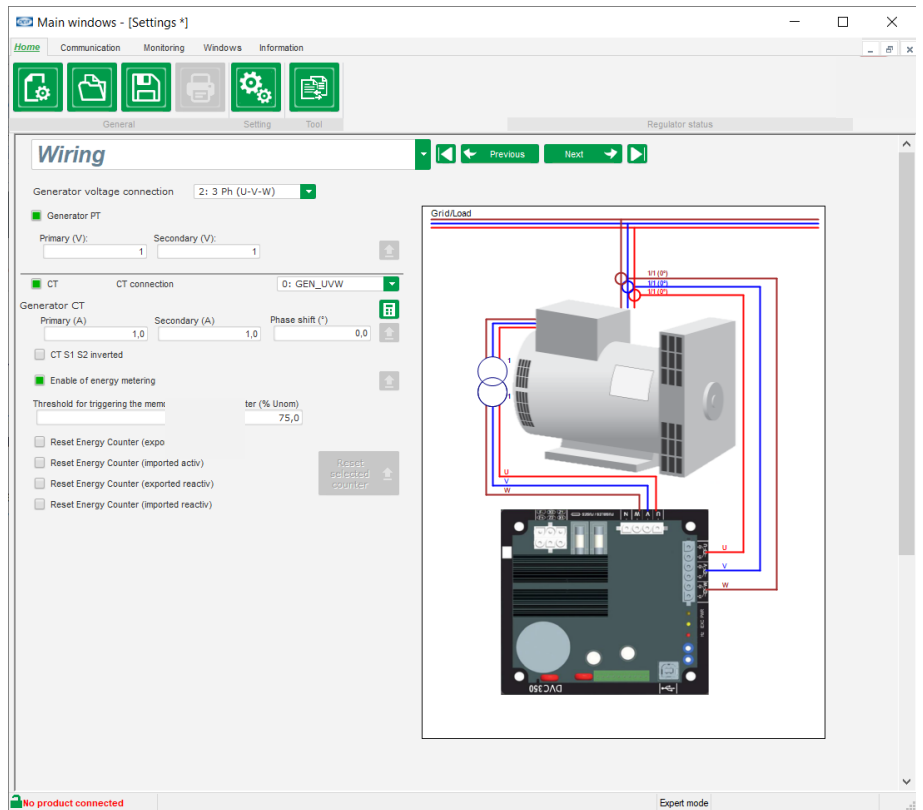 Main windows - [Settings *]
Home Communication Monitoring Windows Information
General Setting Tool Regulator status
Wiring
Previous Next
Generator voltage connection 2: 3 Ph (U-V-W)
Generator PT
Primary (V): Secondary (V):
1 1
CT CT connection 0: GEN_UVW
Generator CT
Primary (A) Secondary (A) Phase shift (°)
1,0 1,0 0,0
CT S1 S2 inverted
Enable of energy metering
Threshold for triggering the memo ter (% Unom)
75,0
Reset Energy Counter (expo
Reset Energy Counter (imported activ)
Reset Energy Counter (exported reactiv)
Reset Energy Counter (imported reactiv)
Reset
selected
counter
Grid/Load
1/1 (0°)
1/1 (0°)
1/1 (0°)
1
1
U
V
W
N W V U
U
V
W
DVC350
No product connected Expert mode